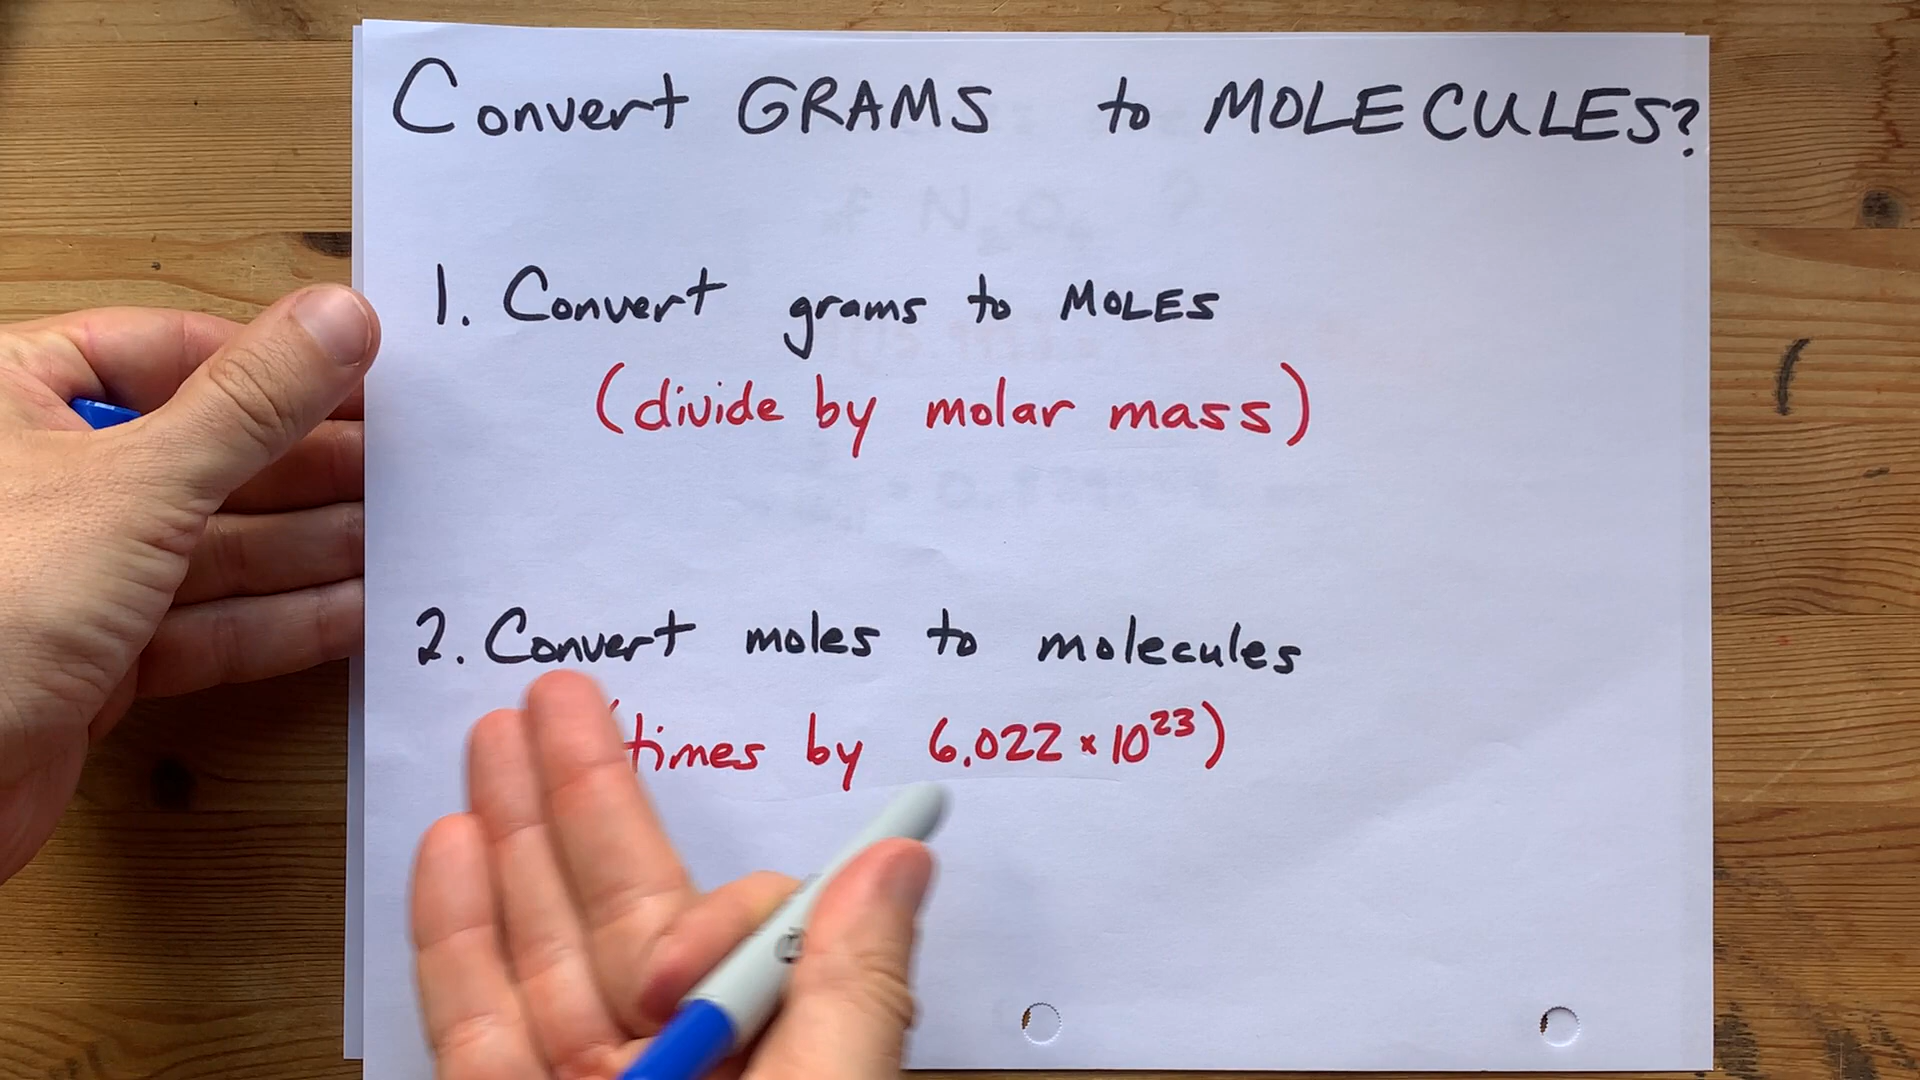 Convert GRAMS to MOLECULES?
1. Convert grams to MOLES
(divide by molar mass)
2. Convert moles to molecules
(times by 6.022 × 10²³)